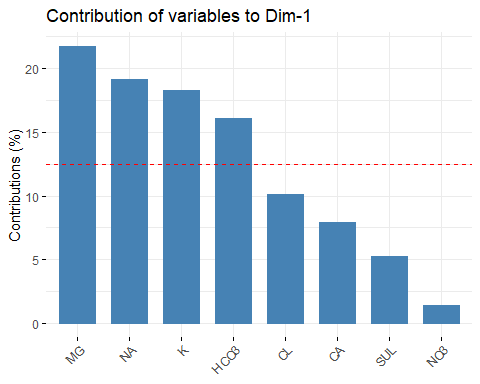 Contribution of variables to Dim-1
Contributions (%)
20
15
10
5
0
MG
NA
K
HCO3
CL
CA
SUL
NO3